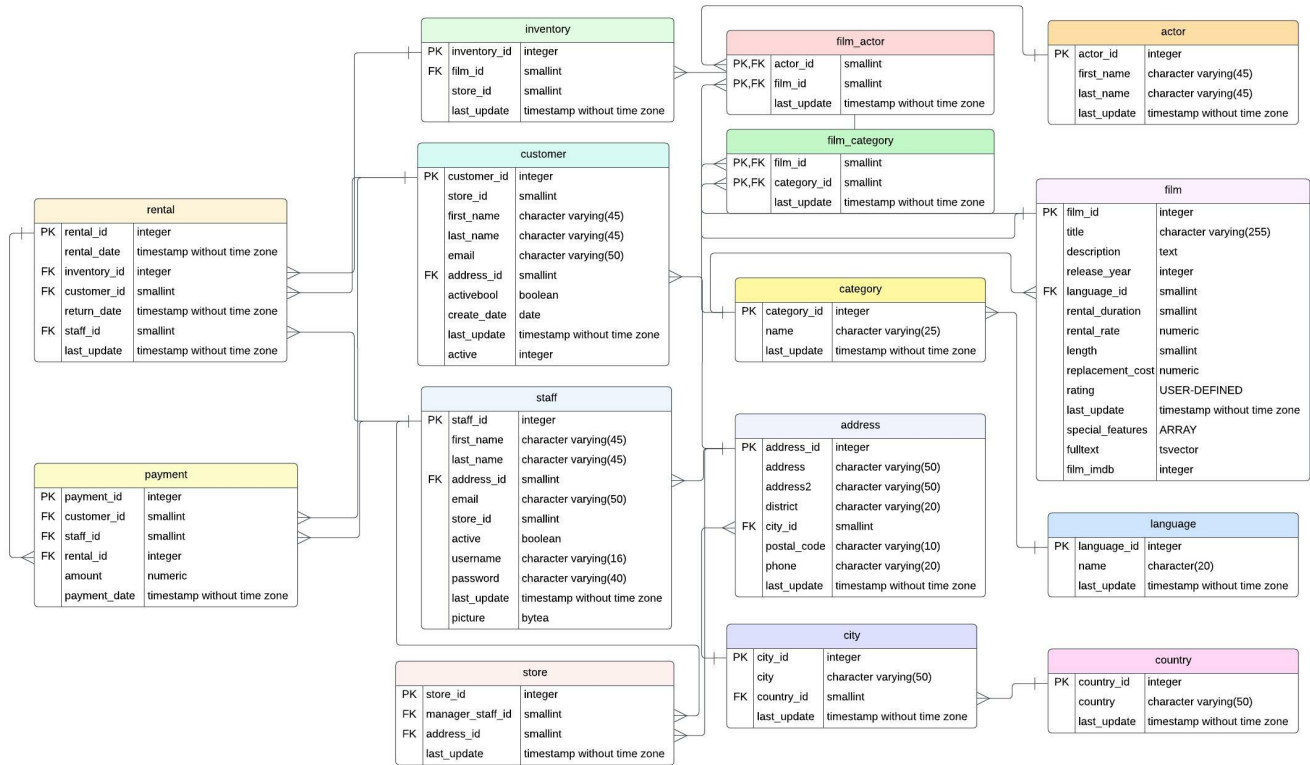 inventory
PK inventory_id integer
FK film_id smallint
store_id smallint
last_update timestamp without time zone
film_actor
PK,FK actor_id smallint
PK,FK film_id smallint
last_update timestamp without time zone
actor
PK actor_id integer
first_name character varying(45)
last_name character varying(45)
last_update timestamp without time zone
film_category
PK,FK film_id smallint
PK,FK category_id smallint
last_update timestamp without time zone
customer
PK customer_id integer
store_id smallint
first_name character varying(45)
last_name character varying(45)
email character varying(50)
FK address_id smallint
activebool boolean
create_date date
last_update timestamp without time zone
active integer
film
PK film_id integer
title character varying(255)
description text
release_year integer
FK language_id smallint
rental_duration smallint
rental_rate numeric
length smallint
replacement_cost numeric
rating USER-DEFINED
last_update timestamp without time zone
special_features ARRAY
fulltext tsvector
film_imdb integer
rental
PK rental_id integer
rental_date timestamp without time zone
FK inventory_id integer
FK customer_id smallint
return_date timestamp without time zone
FK staff_id smallint
last_update timestamp without time zone
category
PK category_id integer
name character varying(25)
last_update timestamp without time zone
staff
PK staff_id integer
first_name character varying(45)
last_name character varying(45)
FK address_id smallint
email character varying(50)
store_id smallint
active boolean
username character varying(16)
password character varying(40)
last_update timestamp without time zone
picture bytea
address
PK address_id integer
address character varying(50)
address2 character varying(50)
district character varying(20)
FK city_id smallint
postal_code character varying(10)
phone character varying(20)
last_update timestamp without time zone
payment
PK payment_id integer
FK customer_id smallint
FK staff_id smallint
FK rental_id integer
amount numeric
payment_date timestamp without time zone
language
PK language_id integer
name character(20)
last_update timestamp without time zone
city
PK city_id integer
city character varying(50)
FK country_id smallint
last_update timestamp without time zone
country
PK country_id integer
country character varying(50)
last_update timestamp without time zone
store
PK store_id integer
FK manager_staff_id smallint
FK address_id smallint
last_update timestamp without time zone